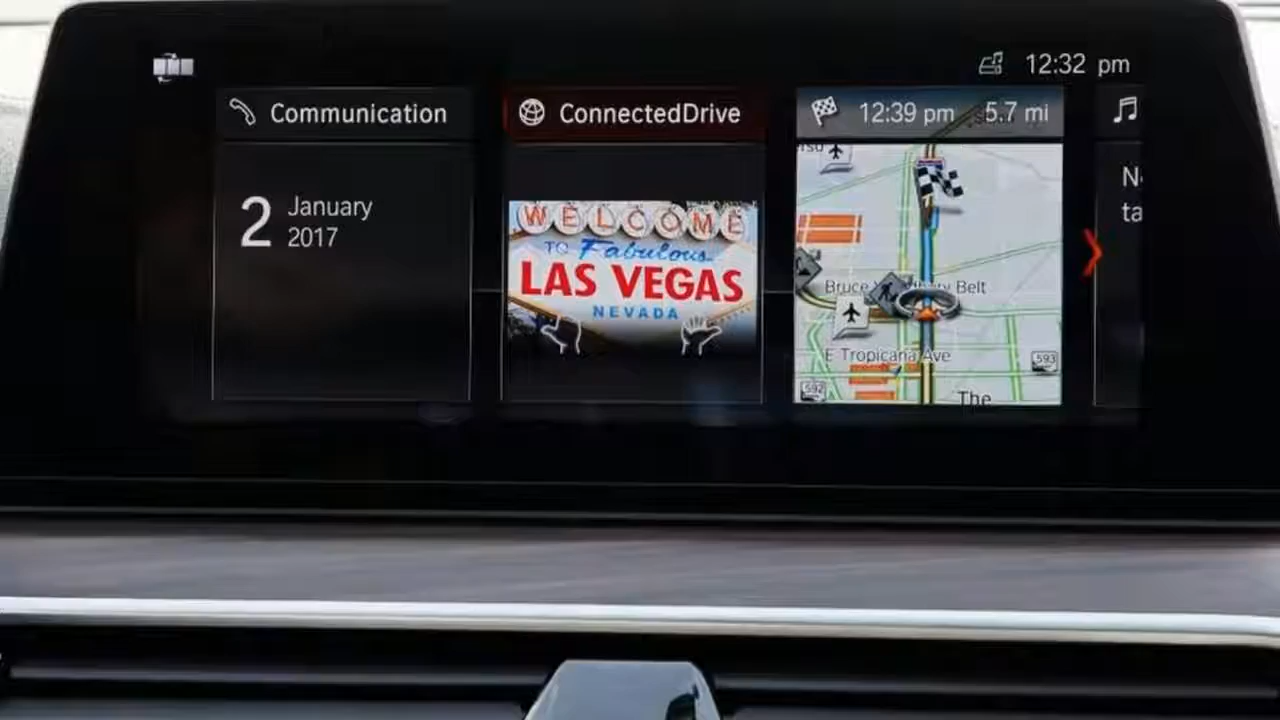 12:32 pm
Communication
ConnectedDrive
12:39 pm 5.7 mi
2 January
2017
WELCOME
TO Fabulous
LAS VEGAS
NEVADA
Bruce
Belt
E Tropicana Ave
593
592
The
N
ta